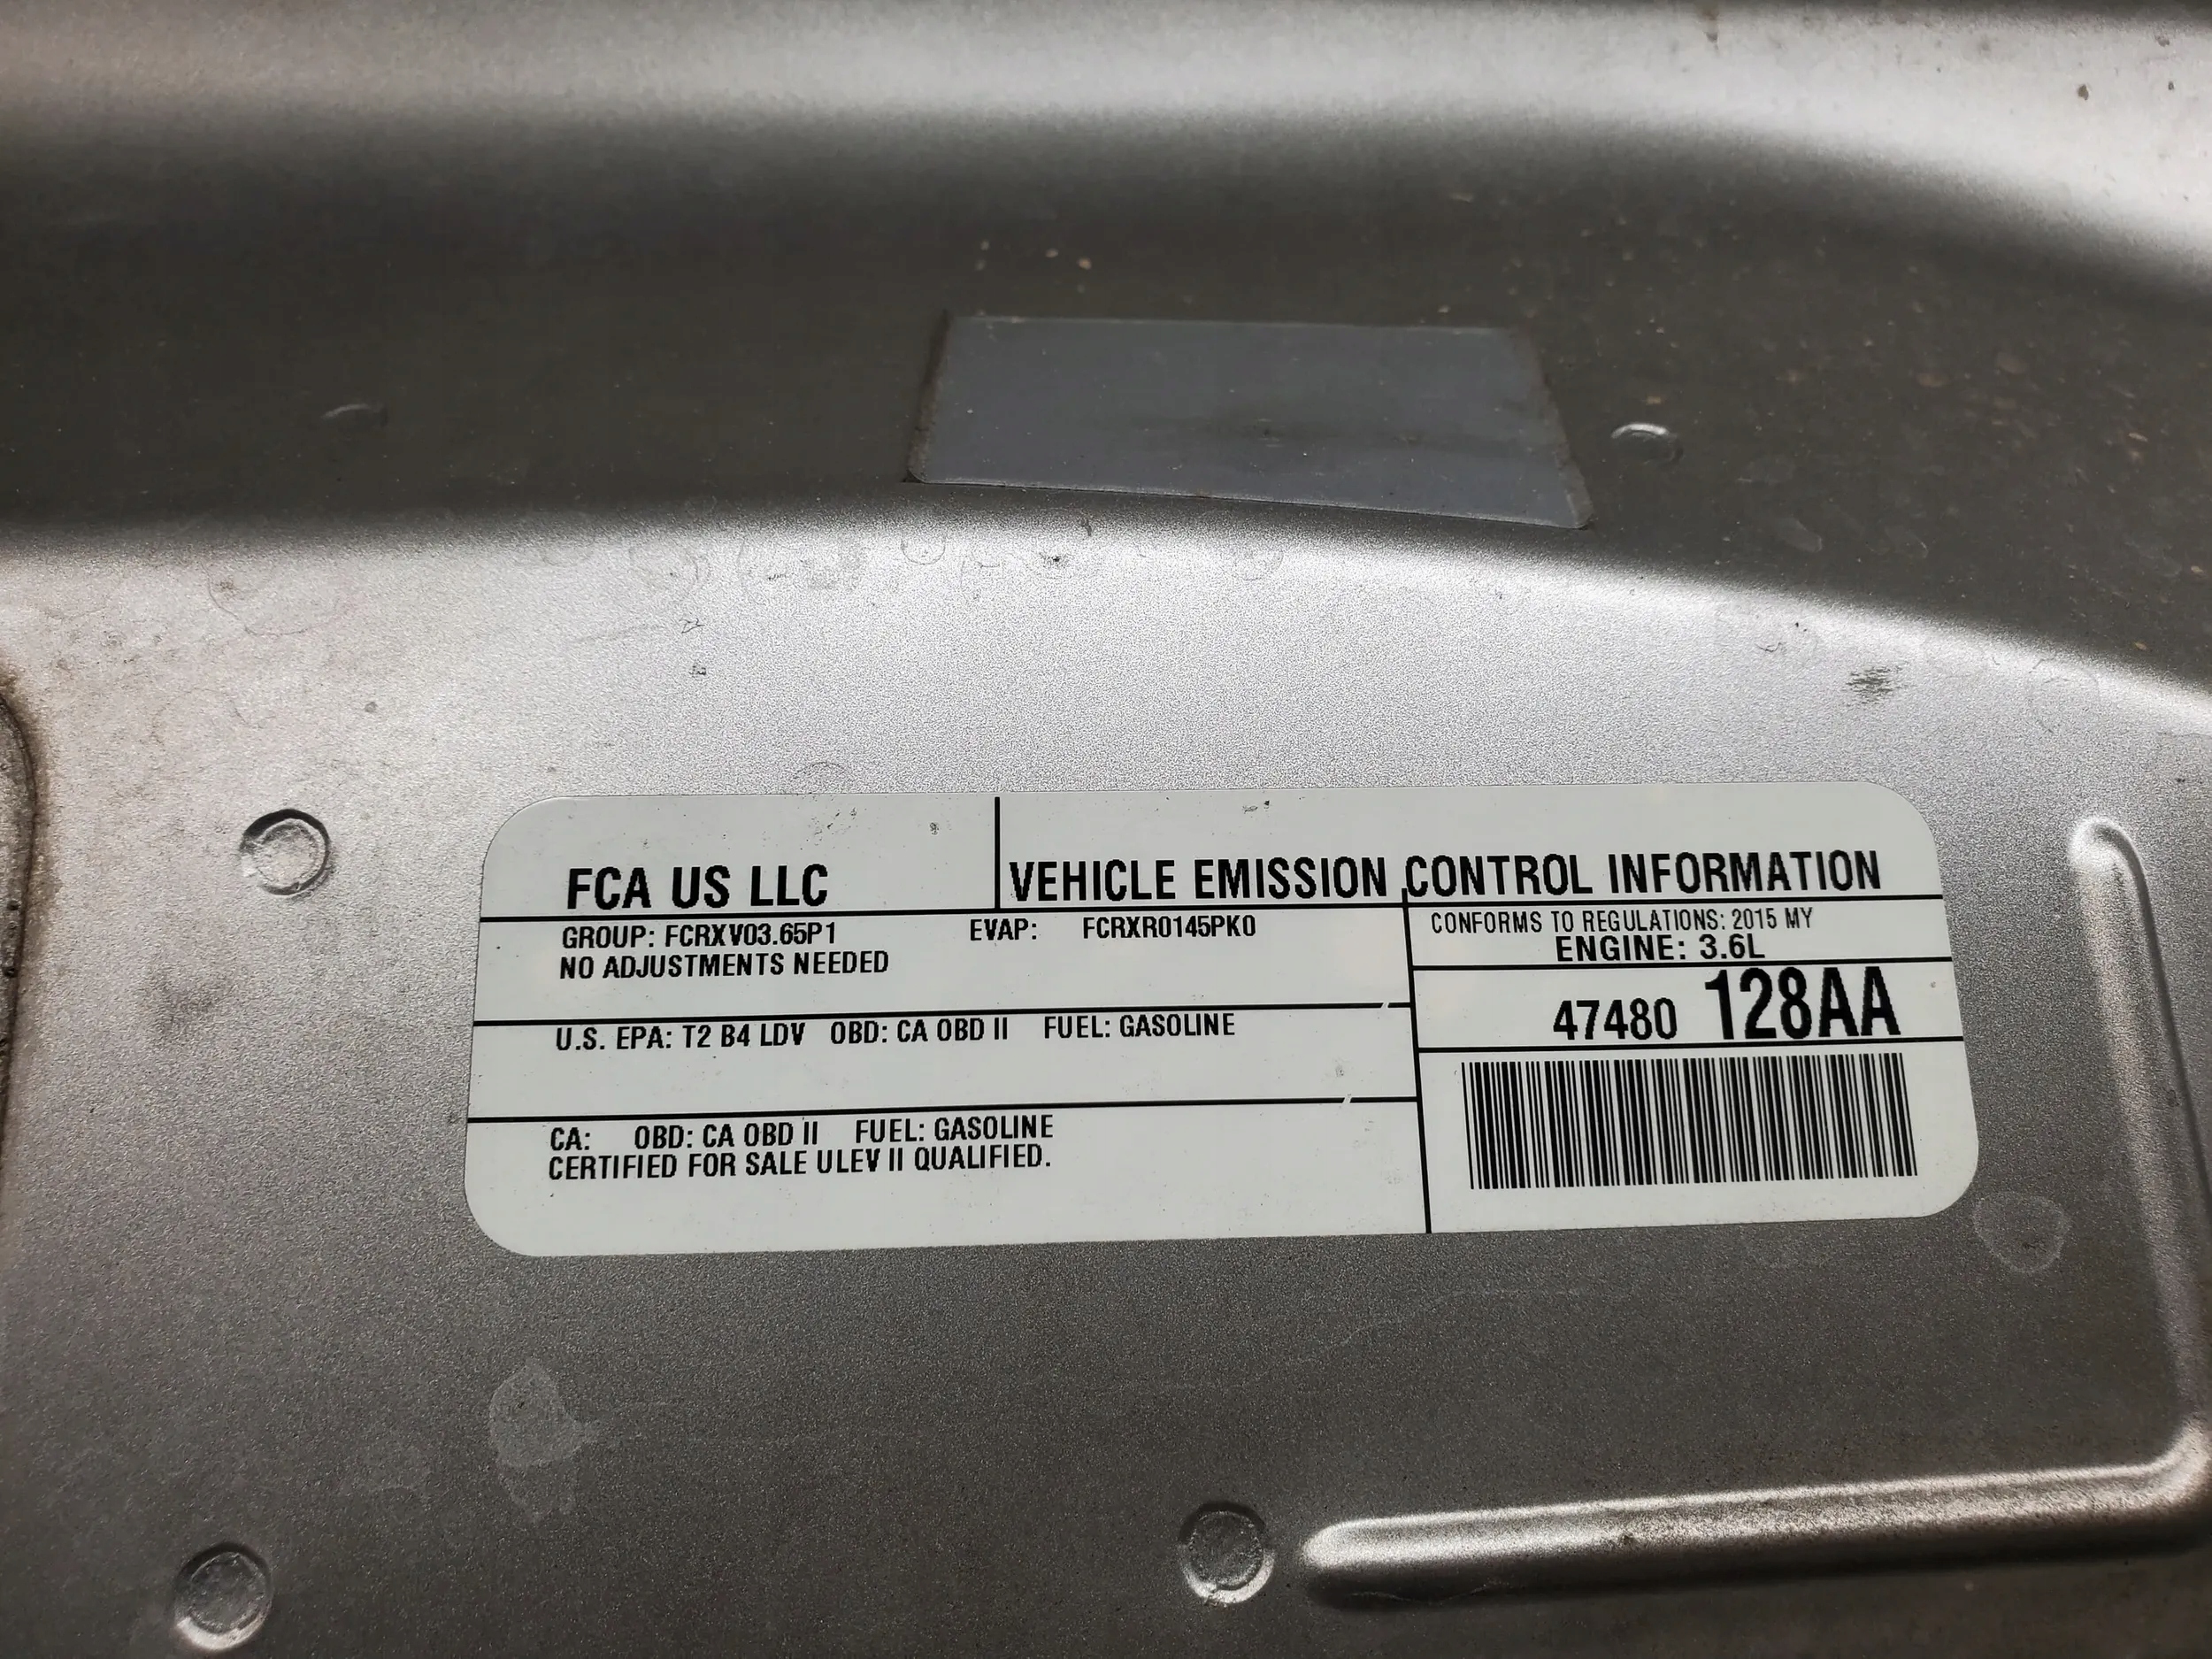 FCA US LLC
VEHICLE EMISSION CONTROL INFORMATION
GROUP: FCRXV03.65P1 EVAP: FCRXR0145PK0
NO ADJUSTMENTS NEEDED
CONFORMS TO REGULATIONS: 2015 MY
ENGINE: 3.6L
47480 128AA
U.S. EPA: T2 B4 LDV OBD: CA OBD II FUEL: GASOLINE
CA: OBD: CA OBD II FUEL: GASOLINE
CERTIFIED FOR SALE ULEV II QUALIFIED.